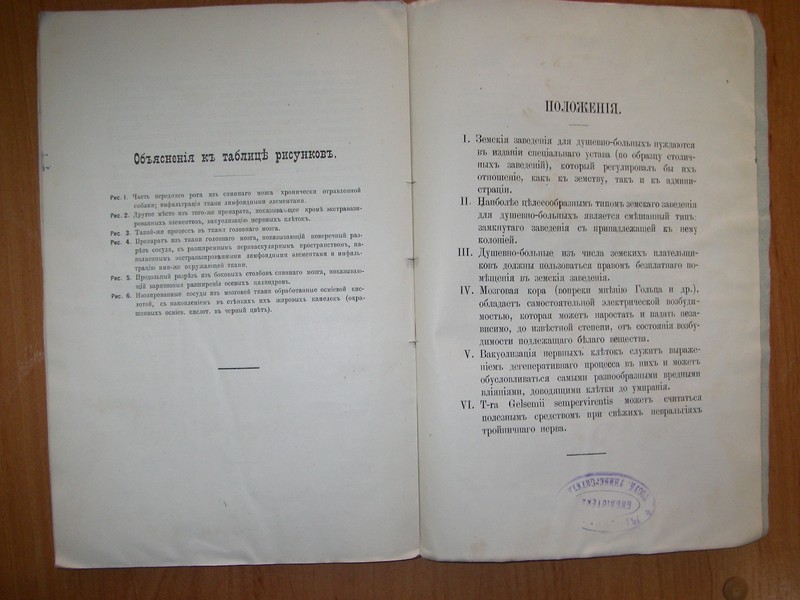 Объясненія къ таблицѣ рисунковъ.
Рис. 1. Часть передняго рога изъ спиннаго мозга хронически отравленной
собаки; инфильтрація ткани лимфоидными элементами.
Рис. 2. Другое мѣсто изъ того-же препарата, показывающее кромѣ экстравази-
рованныхъ элементовъ, вакуолизацію нервныхъ клѣтокъ.
Рис. 3. Такой-же процессъ въ ткани головного мозга.
Рис. 4. Препаратъ изъ ткани головного мозга, показывающій поперечный раз-
рѣзъ сосуда, съ расширеннымъ периваскулярнымъ пространствомъ, на-
полненнымъ экстравазированными лимфоидными элементами и инфиль-
трацію ими-же окружающей ткани.
Рис. 5. Продольный разрѣзъ изъ боковыхъ столбовъ спинного мозга, показываю-
щій варикозныя расширенія осевыхъ цилиндровъ.
Рис. 6. Изолированные сосуды изъ мозговой ткани обработанные осміевой кис-
лотой, съ накопленіемъ въ стѣнкахъ ихъ жировыхъ капелекъ (окра-
шенныхъ осміев. кислот. въ черный цвѣтъ).
ПОЛОЖЕНІЯ.
I. Земскія заведенія для душевно-больныхъ нуждаются
въ изданіи спеціальнаго устава (по образцу столич-
ныхъ заведеній), который регулировалъ бы ихъ
отношеніе, какъ къ земству, такъ и къ админи-
страціи.
II. Наиболѣе цѣлесообразнымъ типомъ земскаго заведенія
для душевно-больныхъ является смѣшанный типъ:
замкнутаго заведенія съ принадлежащей къ нему
колоніей.
III. Душевно-больные изъ числа земскихъ плательщи-
ковъ должны пользоваться правомъ безплатнаго по-
мѣщенія въ земскія заведенія.
IV. Мозговая кора (вопреки мнѣнію Гольца и др.),
обладаетъ самостоятельной электрической возбуди-
мостью, которая можетъ наростать и падать неза-
висимо, до извѣстной степени, отъ состоянія возбу-
димости подлежащаго бѣлаго вещества.
V. Вакуолизація нервныхъ клѣтокъ служитъ выраже-
ніемъ дегенеративнаго процесса въ нихъ и можетъ
обусловливаться самыми разнообразными вредными
вліяніями, доводящими клѣтки до умиранія.
VI. T-ra Gelsemii sempervirentis можетъ считаться
полезнымъ средствомъ при свѣжихъ невральгіяхъ
тройничнаго нерва.
БИБЛІОТЕКА
УНИВЕРСИТЕТА